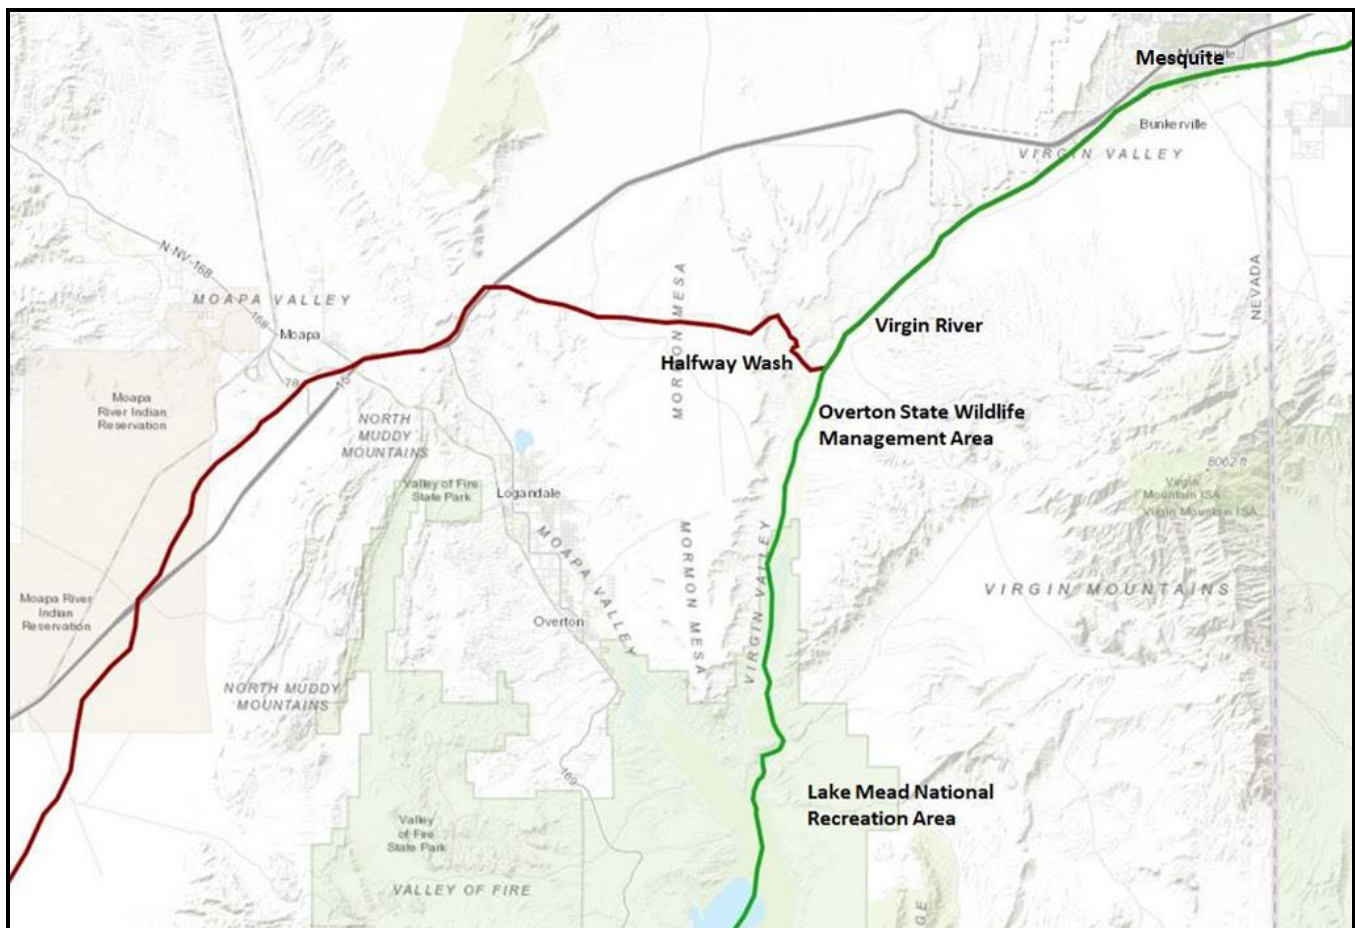 Mesquite
Bunkerville
VIRGIN VALLEY
N-NV-168
NEVADA
MOAPA VALLEY
168
Moapa
MORMON MESA
Virgin River
Halfway Wash
78
15
Moapa
River Indian
Reservation
NORTH
MUDDY
MOUNTAINS
Overton State Wildlife
Management Area
8062 ft
Virgin
Mountain ISA
Virgin Mountain ISA
Valley of Fire
State Park
Logandale
MOAPA VALLEY
MORMON MESA
VIRGIN VALLEY
VIRGIN MOUNTAINS
Moapa River
Indian
Reservation
Overton
NORTH MUDDY
MOUNTAINS
169
Lake Mead National
Recreation Area
Valley
of Fire
State Park
VALLEY OF FIRE